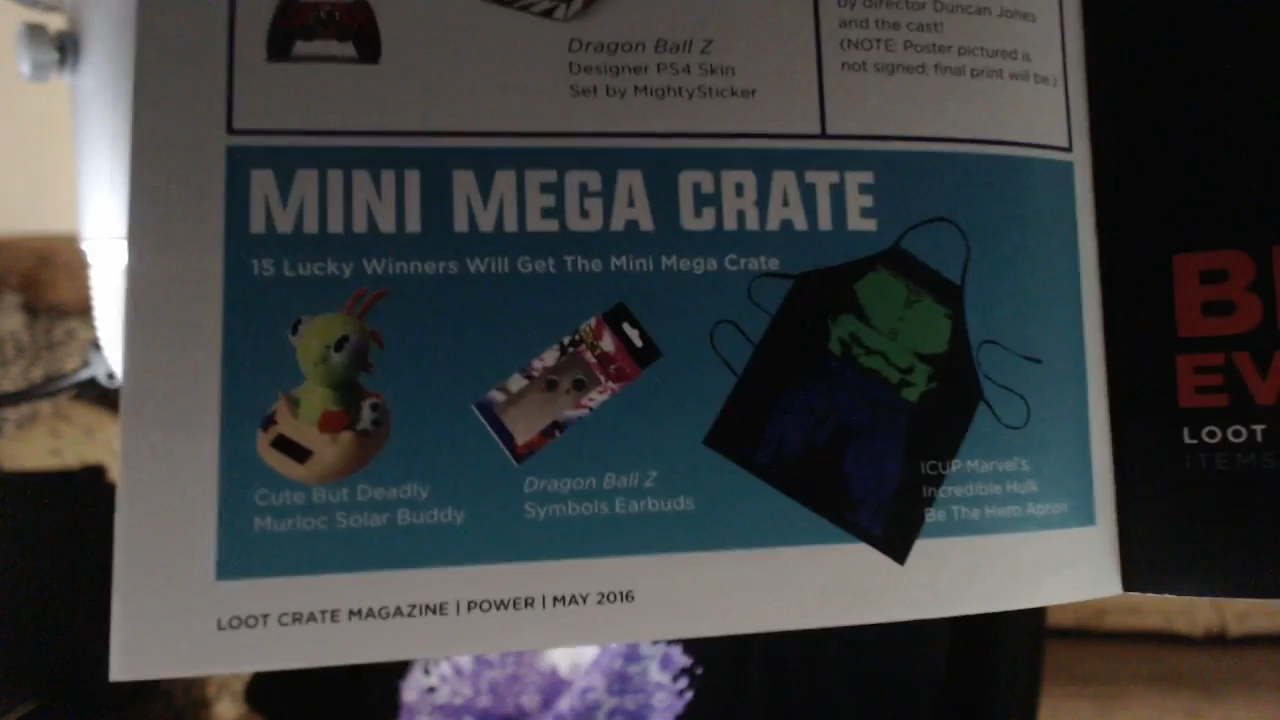 Dragon Ball Z
Designer PS4 Skin
Set by MightySticker
by director Duncan Jones
and the cast!
(NOTE: Poster pictured is
not signed; final print will be.)
MINI MEGA CRATE
15 Lucky Winners Will Get The Mini Mega Crate
Cute But Deadly
Murloc Solar Buddy
Dragon Ball Z
Symbols Earbuds
ICUP Marvel's
Incredible Hulk
Be The Hero Apron
LOOT CRATE MAGAZINE | POWER | MAY 2016
EV
LOOT
ITEMS